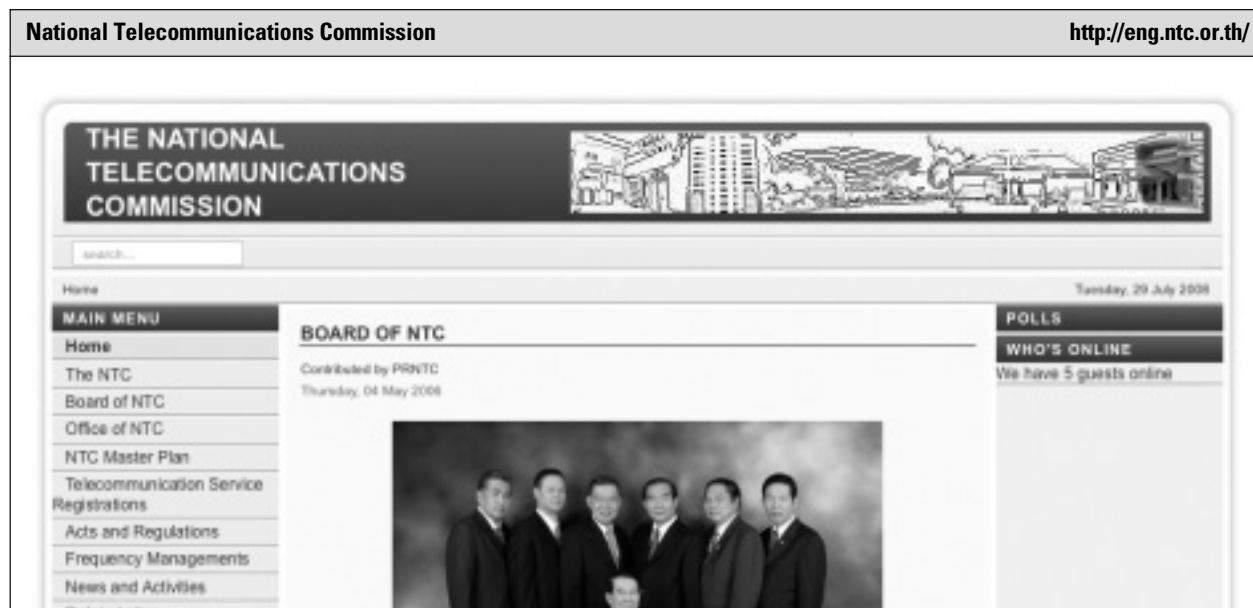 National Telecommunications Commission
http://eng.ntc.or.th/
THE NATIONAL
TELECOMMUNICATIONS
COMMISSION
search...
Home
Tuesday, 29 July 2008
MAIN MENU
Home
The NTC
Board of NTC
Office of NTC
NTC Master Plan
Telecommunication Service
Registrations
Acts and Regulations
Frequency Managements
News and Activities
BOARD OF NTC
Contributed by PRNTC
Thursday, 04 May 2006
POLLS
WHO'S ONLINE
We have 5 guests online